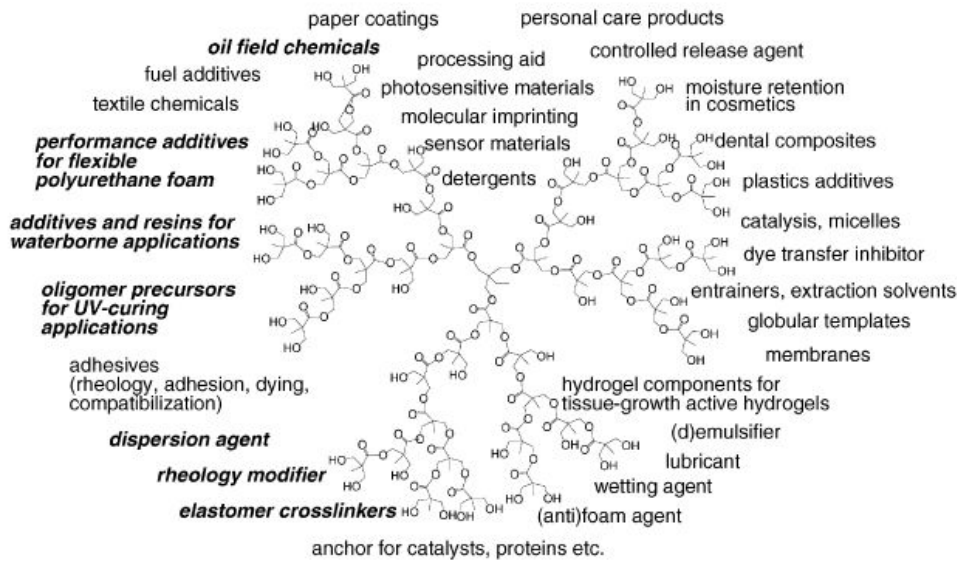 paper coatings
personal care products
oil field chemicals
processing aid
controlled release agent
fuel additives
photosensitive materials
moisture retention
in cosmetics
textile chemicals
molecular imprinting
sensor materials
performance additives
for flexible
polyurethane foam
dental composites
detergents
plastics additives
additives and resins for
waterborne applications
catalysis, micelles
dye transfer inhibitor
oligomer precursors
for UV-curing
applications
entrainers, extraction solvents
globular templates
membranes
adhesives
(rheology, adhesion, dying,
compatibilization)
hydrogel components for
tissue-growth active hydrogels
dispersion agent
(d)emulsifier
lubricant
rheology modifier
wetting agent
elastomer crosslinkers
(anti)foam agent
anchor for catalysts, proteins etc.